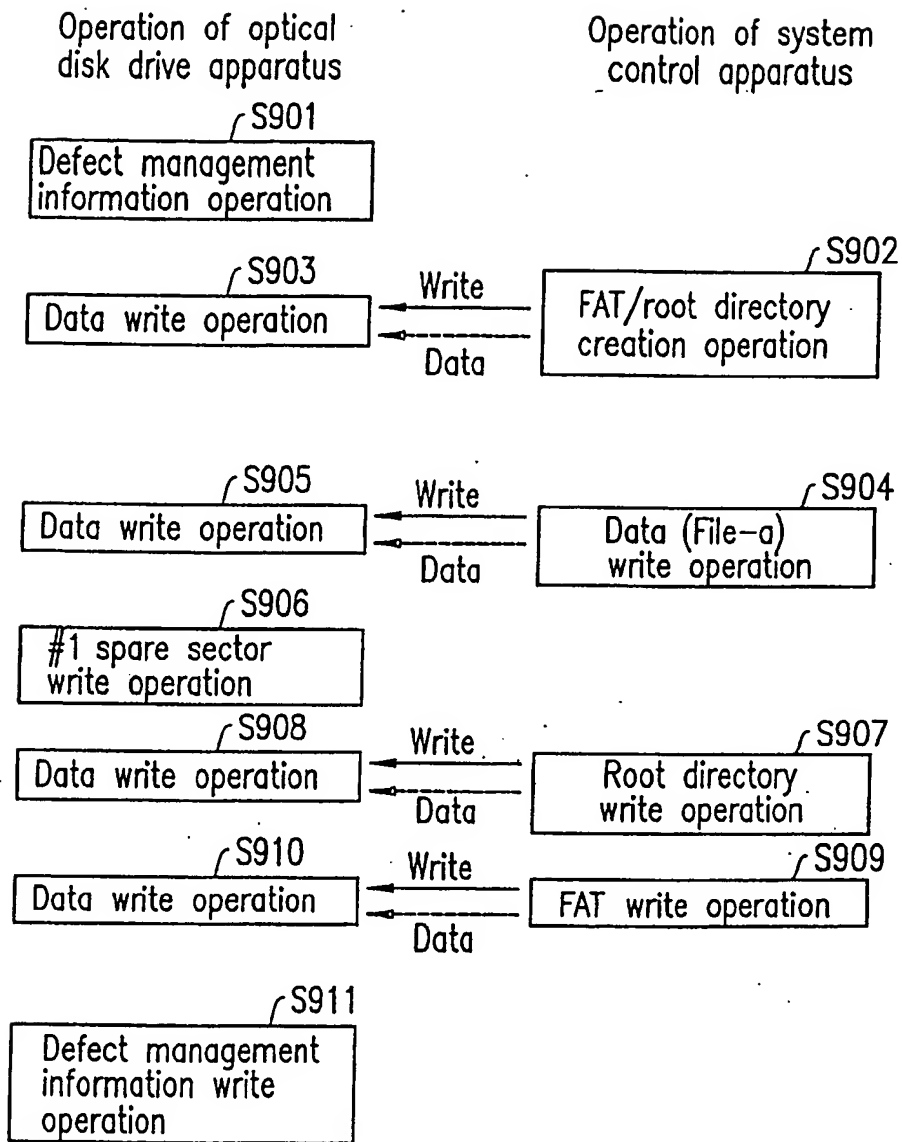 Operation of optical
disk drive apparatus
Operation of system
control apparatus
S901
Defect management
information operation
S902
FAT/root directory
creation operation
S903
Data write operation
Write
Data
S904
Data (File-a)
write operation
S905
Data write operation
Write
Data
S906
#1 spare sector
write operation
S907
Root directory
write operation
S908
Data write operation
Write
Data
S909
FAT write operation
S910
Data write operation
Write
Data
S911
Defect management
information write
operation